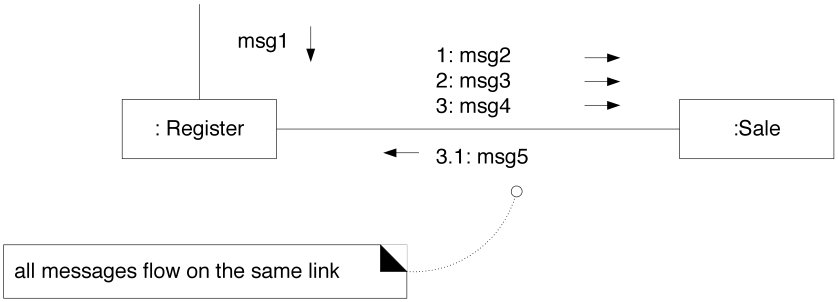 msg1
1: msg2
2: msg3
3: msg4
: Register
:Sale
3.1: msg5
all messages flow on the same link